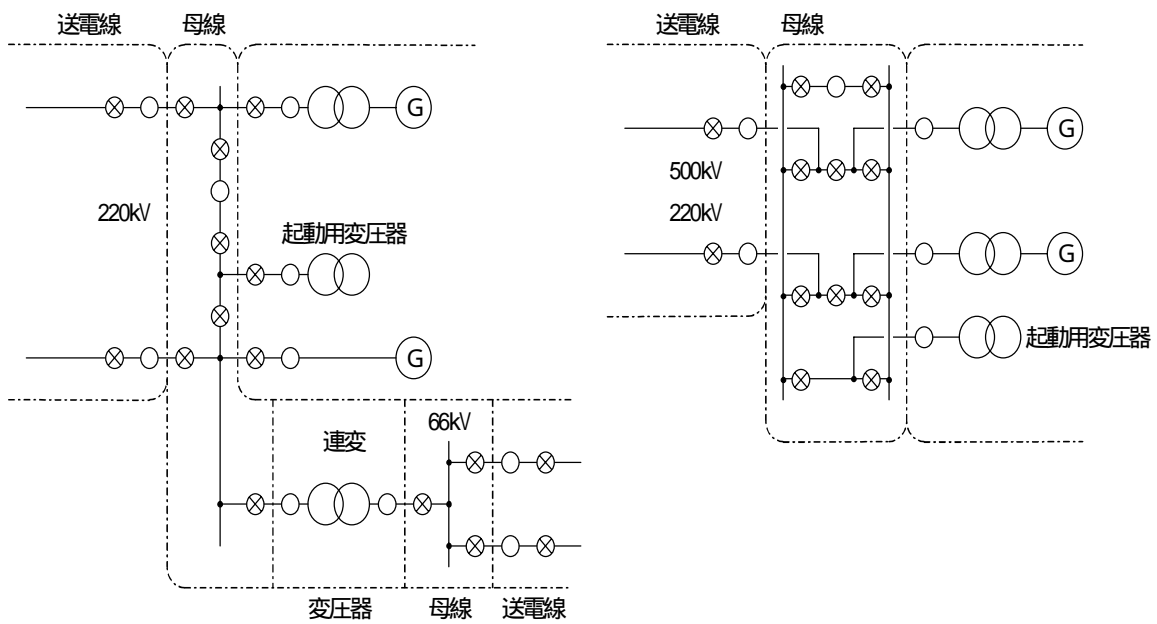 送電線 母線
G
220kV
起動用変圧器
G
連変
66kV
変圧器 母線 送電線
送電線 母線
G
500kV
220kV
G
起動用変圧器